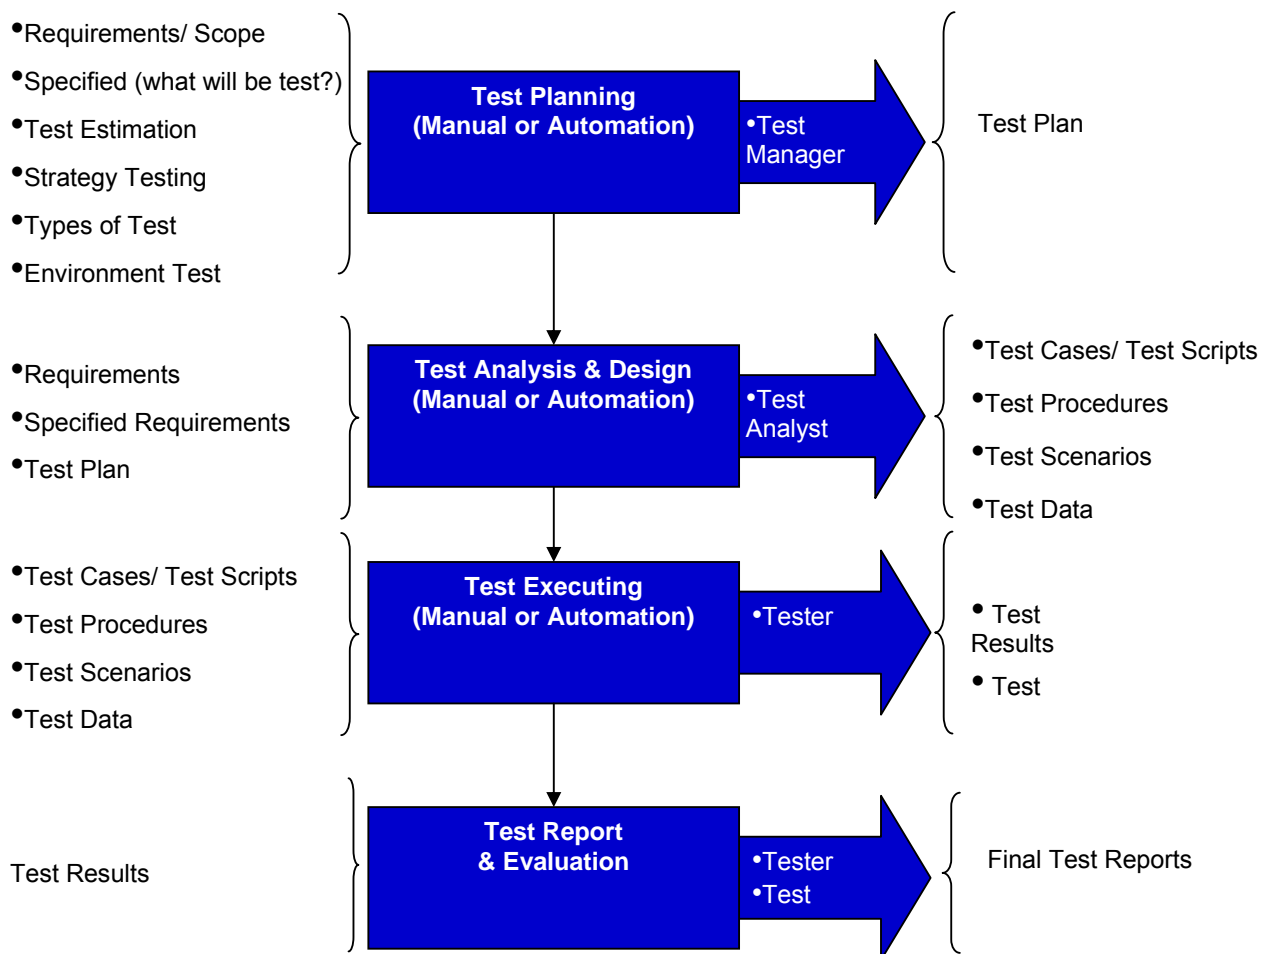 •Requirements/ Scope
•Specified (what will be test?)
•Test Estimation
•Strategy Testing
•Types of Test
•Environment Test
Test Planning
(Manual or Automation)
•Test
Manager
Test Plan
•Requirements
•Specified Requirements
•Test Plan
Test Analysis & Design
(Manual or Automation)
•Test
Analyst
•Test Cases/ Test Scripts
•Test Procedures
•Test Scenarios
•Test Data
•Test Cases/ Test Scripts
•Test Procedures
•Test Scenarios
•Test Data
Test Executing
(Manual or Automation)
•Tester
• Test
Results
• Test
Test Results
Test Report
& Evaluation
•Tester
•Test
Final Test Reports